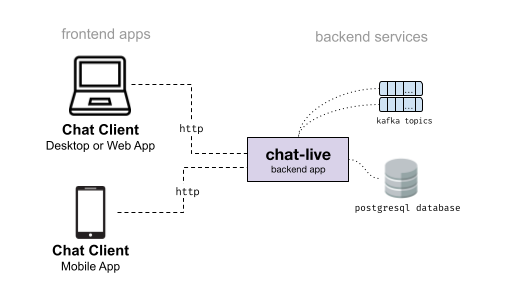 frontend apps
backend services
Chat Client
Desktop or Web App
http
...
...
kafka topics
chat-live
backend app
http
postgresql database
Chat Client
Mobile App